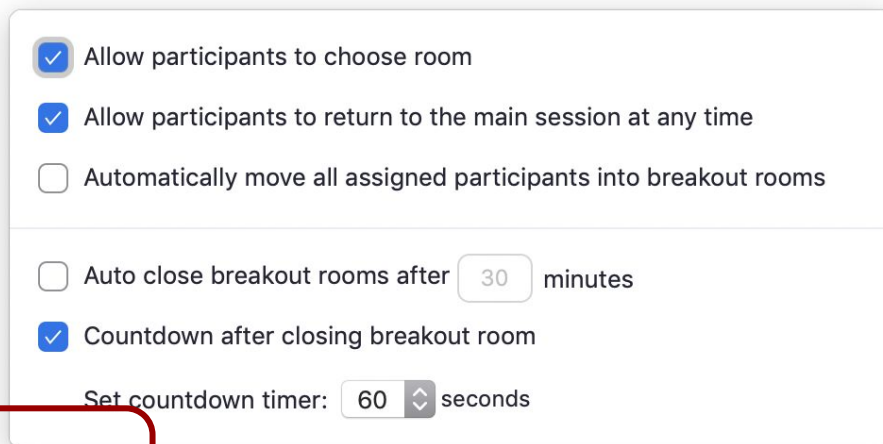 Allow participants to choose room
Allow participants to return to the main session at any time
Automatically move all assigned participants into breakout rooms
Auto close breakout rooms after 30 minutes
Countdown after closing breakout room
Set countdown timer: 60 seconds